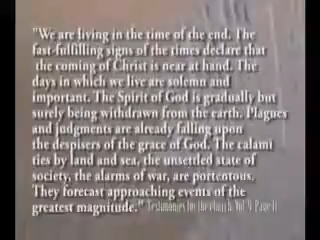 "We are living in the time of the end. The
fast-fulfilling signs of the times declare that
the coming of Christ is near at hand. The
days in which we live are solemn and
important. The Spirit of God is gradually but
surely being withdrawn from the earth. Plagues
and judgments are already falling upon
the despisers of the grace of God. The calami
ties by land and sea, the unsettled state of
society, the alarms of war, are portentous.
They forecast approaching events of the
greatest magnitude." Testimonies for the church, Vol 9, Page 11